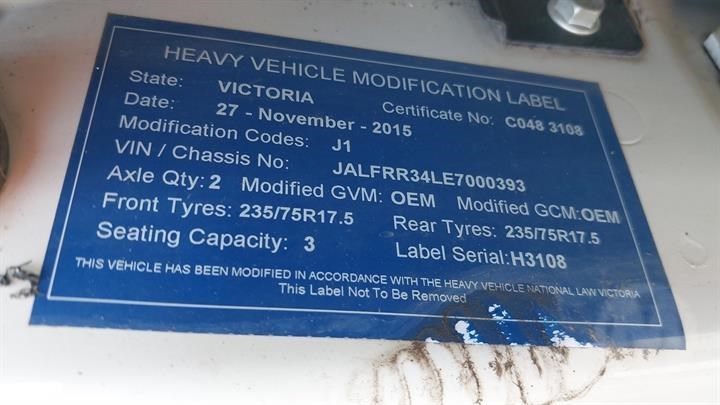 HEAVY VEHICLE MODIFICATION LABEL
State: VICTORIA Certificate No: C048 3108
Date: 27 - November - 2015
Modification Codes: J1
VIN / Chassis No: JALFRR34LE7000393
Axle Qty: 2 Modified GVM: OEM Modified GCM: OEM
Front Tyres: 235/75R17.5 Rear Tyres: 235/75R17.5
Seating Capacity: 3 Label Serial: H3108
THIS VEHICLE HAS BEEN MODIFIED IN ACCORDANCE WITH THE HEAVY VEHICLE NATIONAL LAW VICTORIA
This Label Not To Be Removed